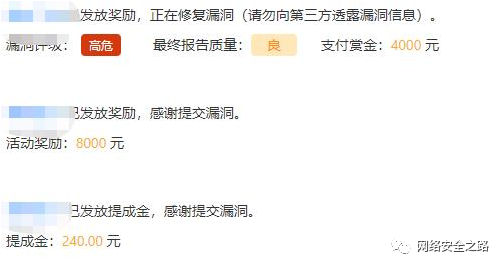 发放奖励，正在修复漏洞（请勿向第三方透露漏洞信息）。
漏洞评级： 高危 最终报告质量： 良 支付赏金：4000 元
已发放奖励，感谢提交漏洞。
活动奖励：8000 元
已发放提成金，感谢提交漏洞。
提成金：240.00 元
网络安全之路